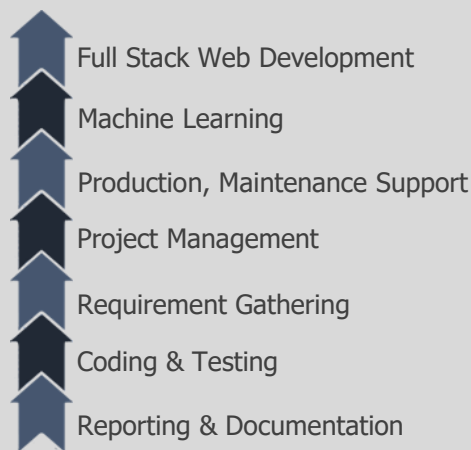 Full Stack Web Development
Machine Learning
Production, Maintenance Support
Project Management
Requirement Gathering
Coding & Testing
Reporting & Documentation